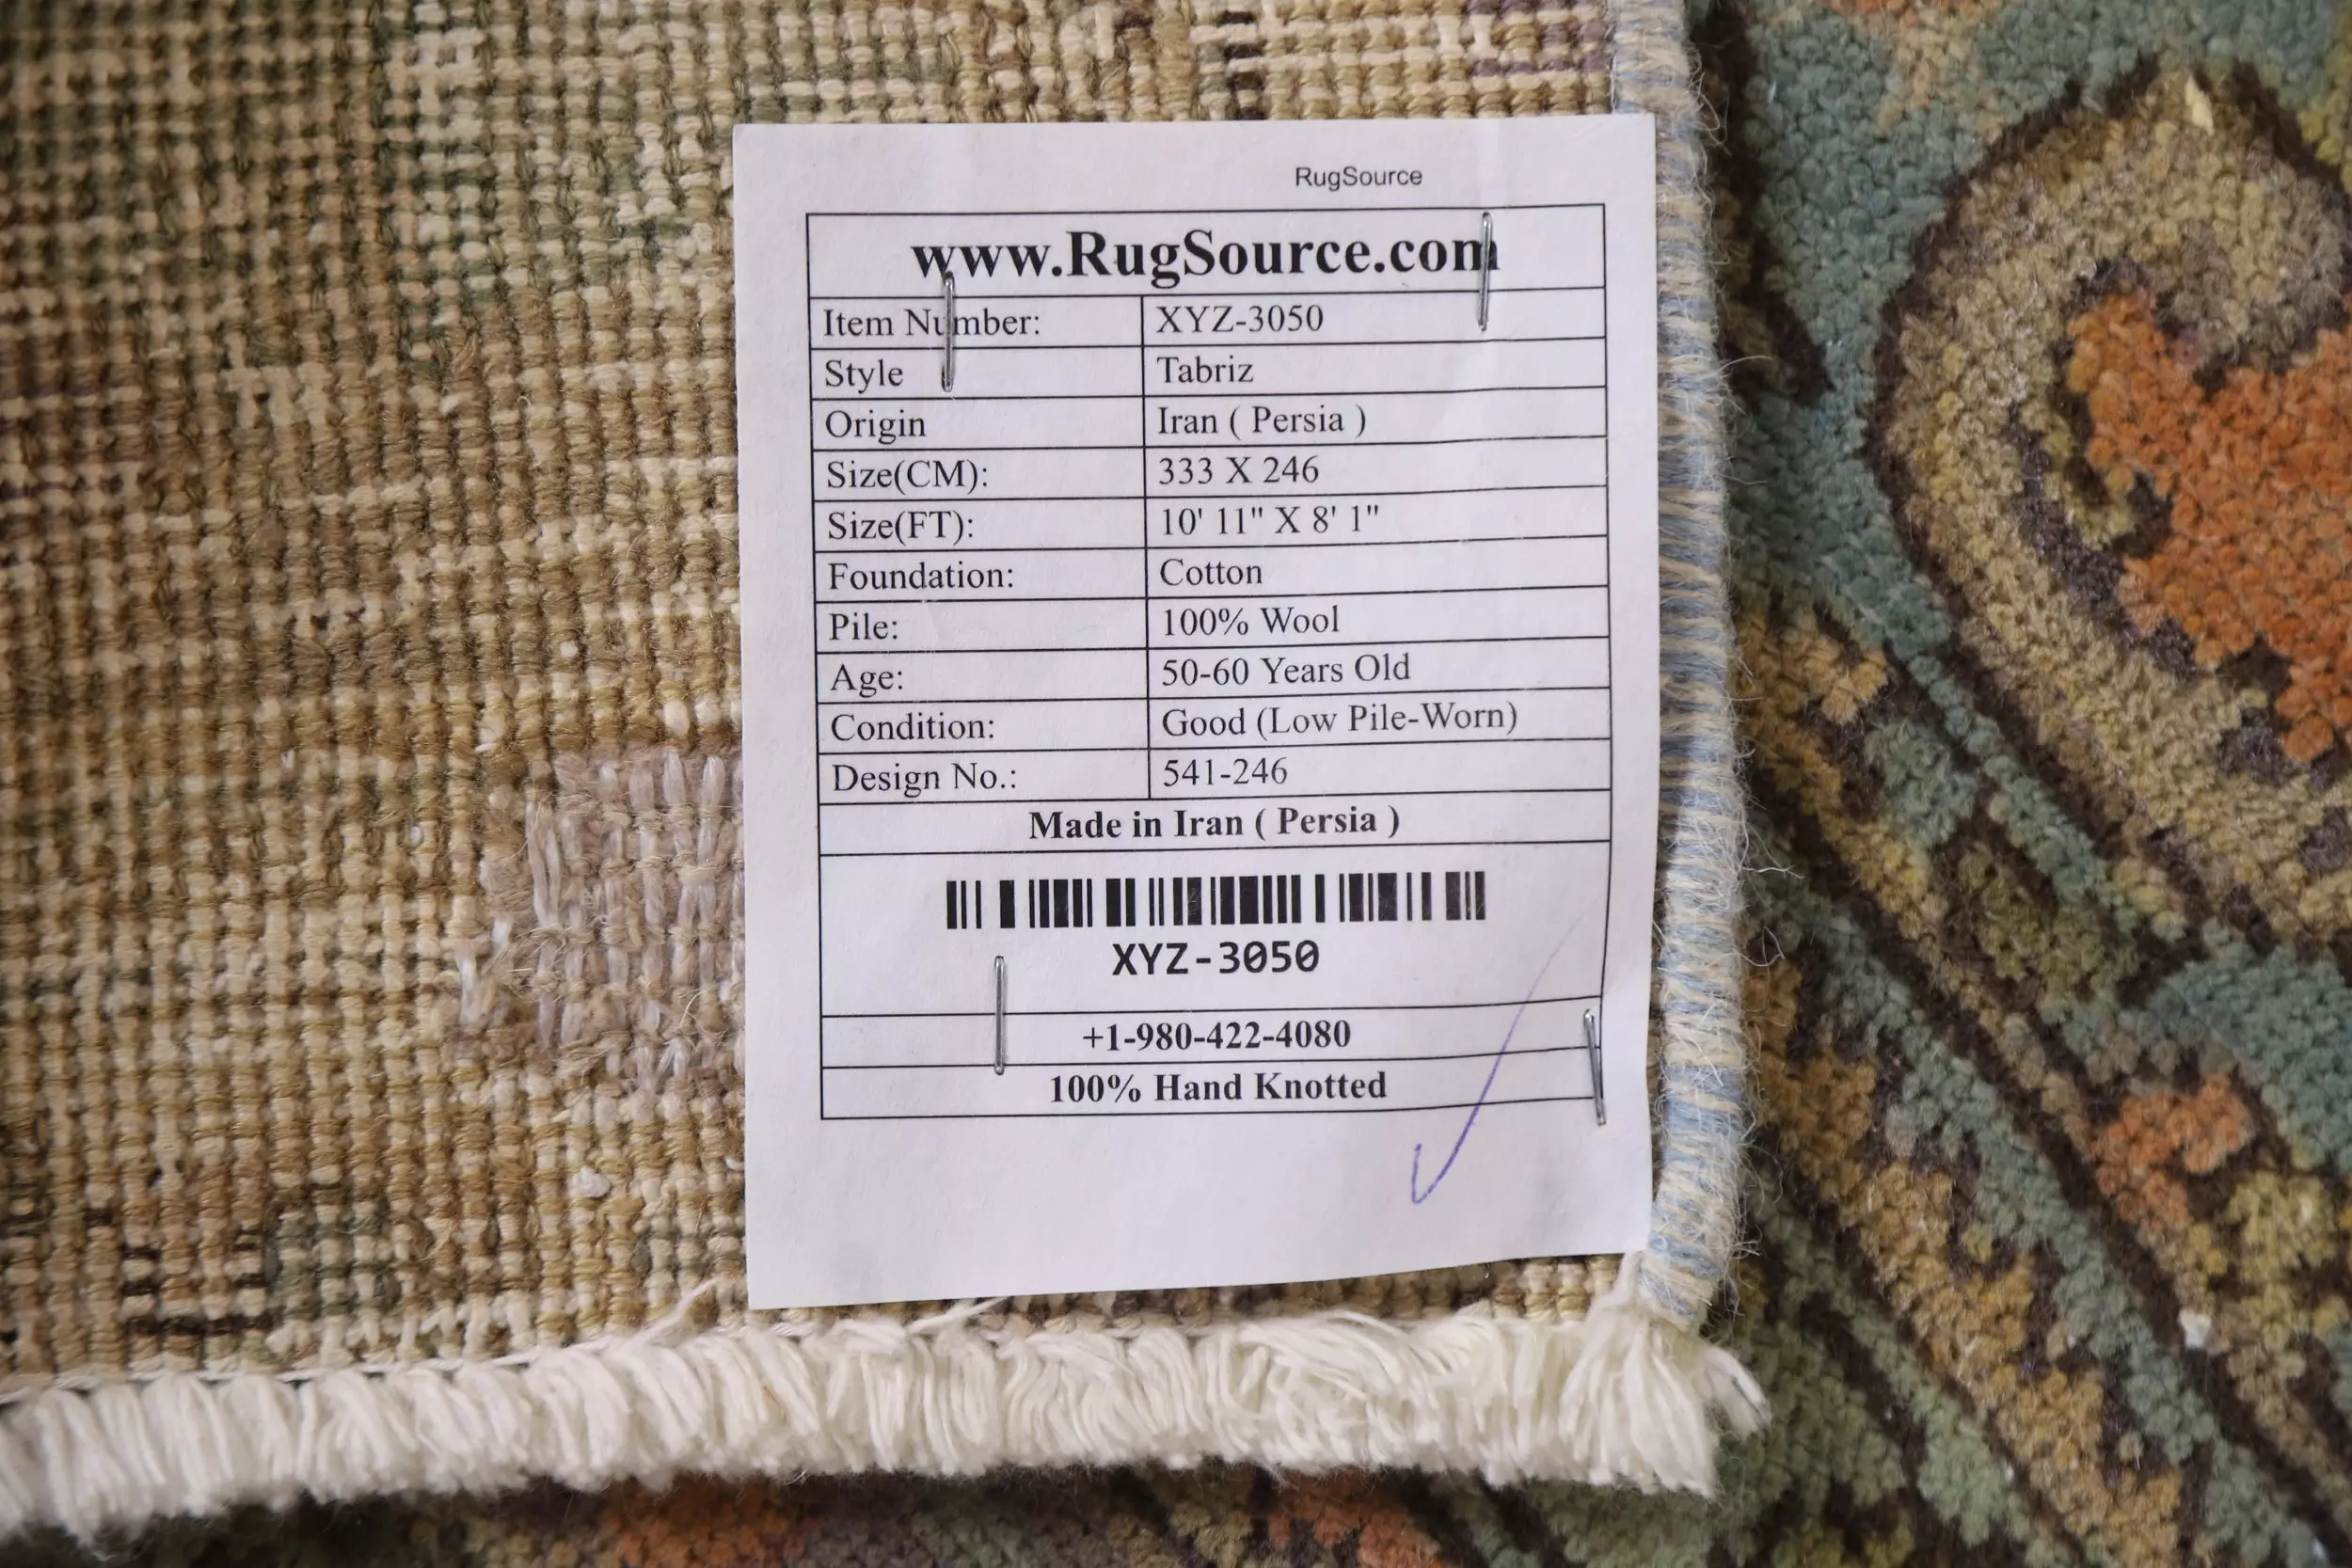 RugSource
www.RugSource.com
Item Number: XYZ-3050
Style Tabriz
Origin Iran ( Persia )
Size(CM): 333 X 246
Size(FT): 10' 11" X 8' 1"
Foundation: Cotton
Pile: 100% Wool
Age: 50-60 Years Old
Condition: Good (Low Pile-Worn)
Design No.: 541-246
Made in Iran ( Persia )
XYZ-3050
+1-980-422-4080
100% Hand Knotted